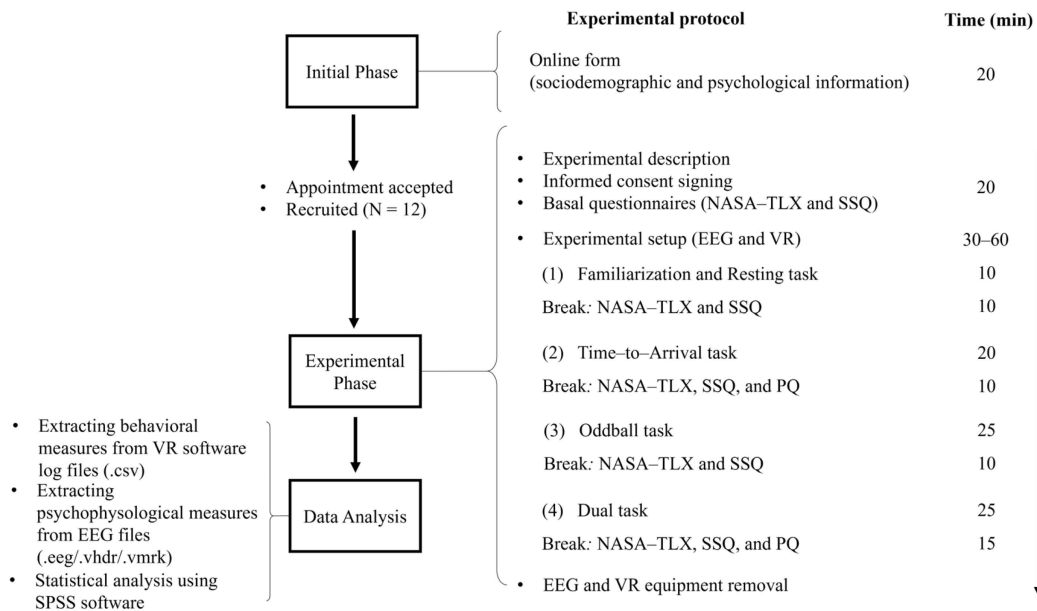 Experimental protocol
Time (min)
Initial Phase
Online form
(sociodemographic and psychological information)
20
• Appointment accepted
• Recruited (N = 12)
• Experimental description
• Informed consent signing
• Basal questionnaires (NASA–TLX and SSQ)
20
• Experimental setup (EEG and VR)
30–60
(1) Familiarization and Resting task
10
Break: NASA–TLX and SSQ
10
Experimental
Phase
(2) Time–to–Arrival task
20
Break: NASA–TLX, SSQ, and PQ
10
(3) Oddball task
25
Break: NASA–TLX and SSQ
10
(4) Dual task
25
Break: NASA–TLX, SSQ, and PQ
15
• EEG and VR equipment removal
• Extracting behavioral
measures from VR software
log files (.csv)
• Extracting
psychophysological measures
from EEG files
(.eeg/.vhdr/.vmrk)
• Statistical analysis using
SPSS software
Data Analysis